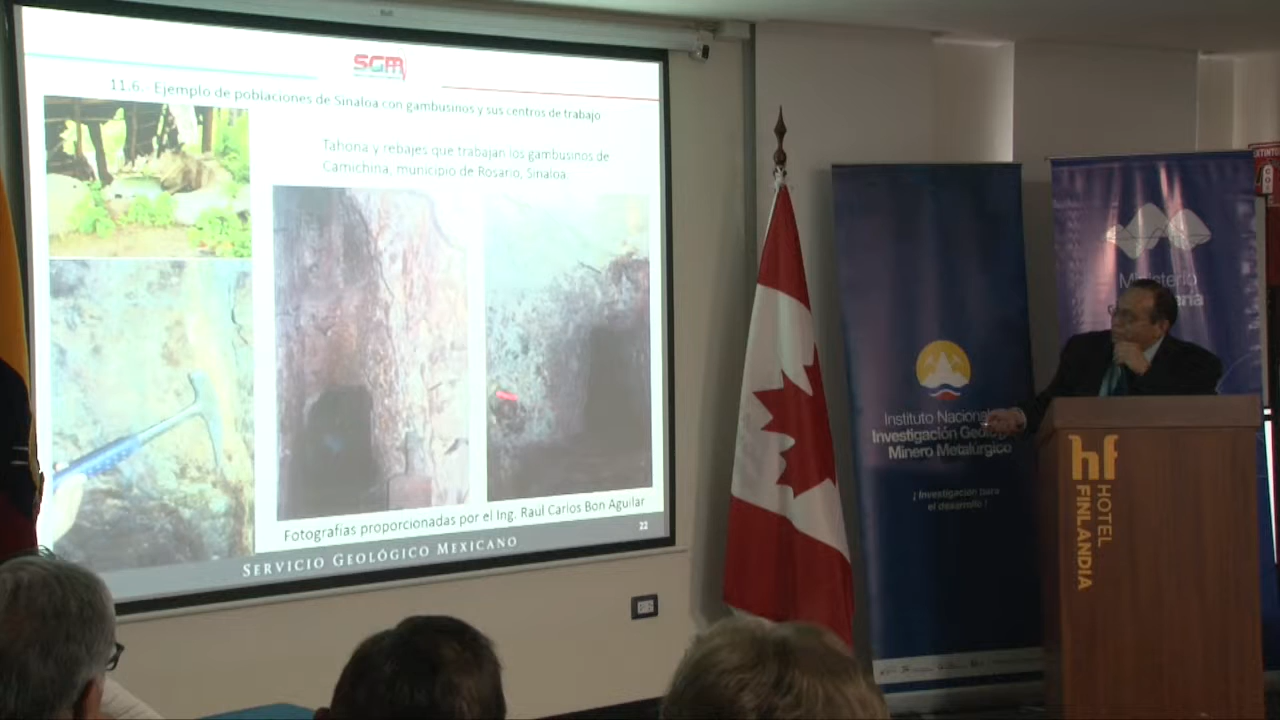 SGM
11.6.- Ejemplo de poblaciones de Sinaloa con gambusinos y sus centros de trabajo
Tahona y rebajes que trabajan los gambusinos de
Camichina, municipio de Rosario, Sinaloa.
Fotografías proporcionadas por el Ing. Raul Carlos Bon Aguilar
22
SERVICIO GEOLÓGICO MEXICANO
Instituto Nacional
Investigación
Minero Metalúrgico
¡ Investigación para
el desarrollo !
Ministerio
hf
HOTEL
FINLANDIA